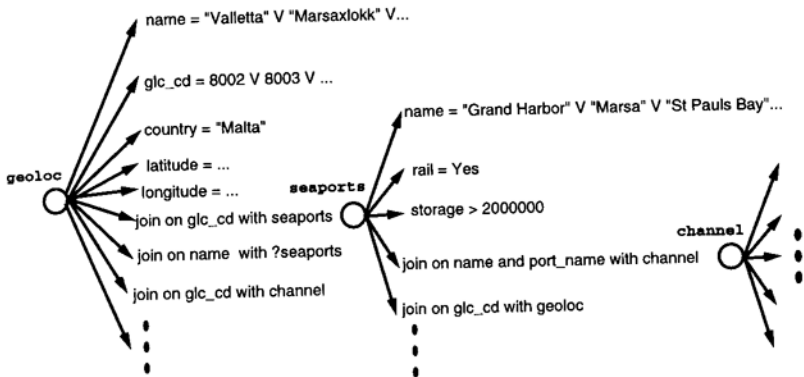 name = "Valletta" V "Marsaxlokk" V...
glc_cd = 8002 V 8003 V ...
country = "Malta"
latitude = ...
longitude = ...
geoloc
join on glc_cd with seaports
join on name with ?seaports
join on glc_cd with channel
name = "Grand Harbor" V "Marsa" V "St Pauls Bay"...
rail = Yes
seaports
storage > 2000000
join on name and port_name with channel
join on glc_cd with geoloc
channel